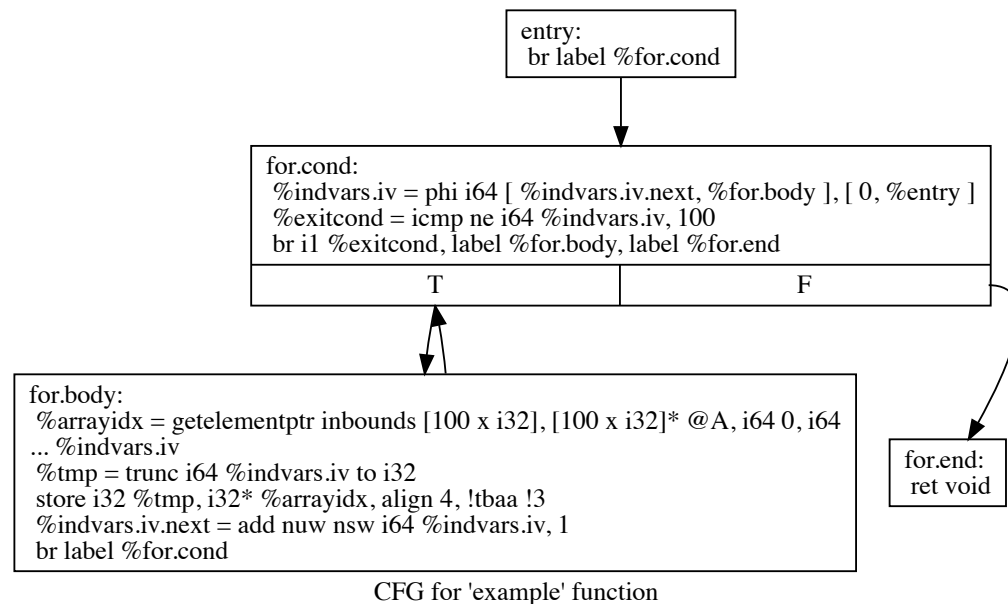 entry:
br label %for.cond
for.cond:
%indvars.iv = phi i64 [ %indvars.iv.next, %for.body ], [ 0, %entry ]
%exitcond = icmp ne i64 %indvars.iv, 100
br i1 %exitcond, label %for.body, label %for.end
T
F
for.body:
%arrayidx = getelementptr inbounds [100 x i32], [100 x i32]* @A, i64 0, i64
... %indvars.iv
%tmp = trunc i64 %indvars.iv to i32
store i32 %tmp, i32* %arrayidx, align 4, !tbaa !3
%indvars.iv.next = add nuw nsw i64 %indvars.iv, 1
br label %for.cond
for.end:
ret void
CFG for 'example' function